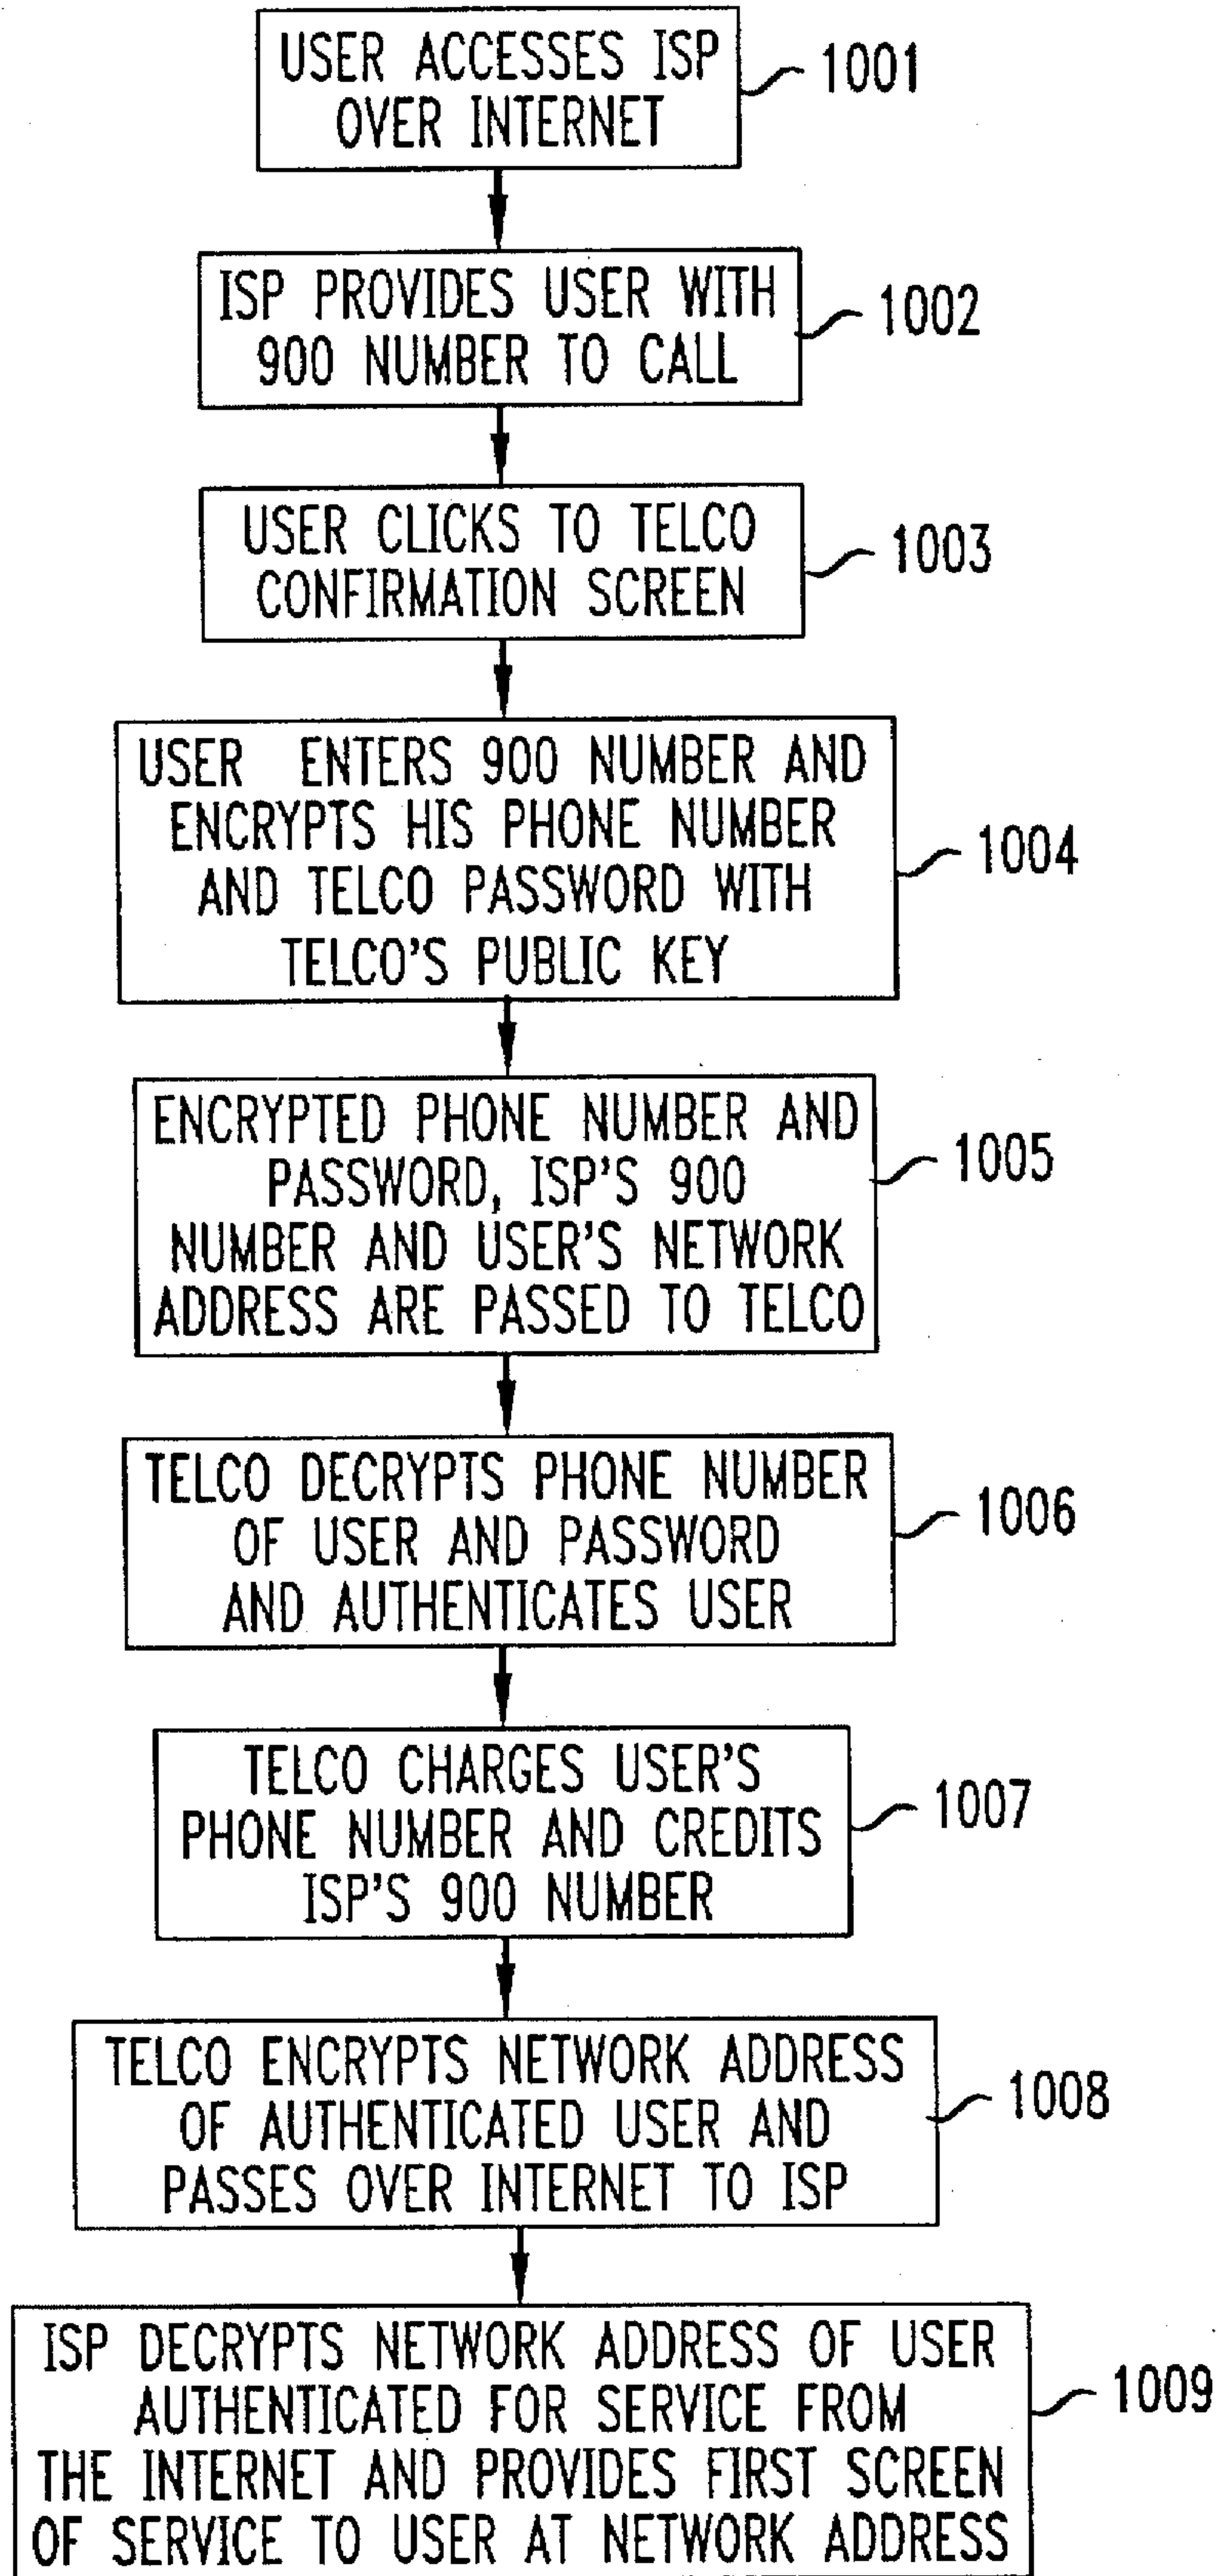 USER ACCESSES ISP
OVER INTERNET
1001
ISP PROVIDES USER WITH
900 NUMBER TO CALL
1002
USER CLICKS TO TELCO
CONFIRMATION SCREEN
1003
USER ENTERS 900 NUMBER AND
ENCRYPTS HIS PHONE NUMBER
AND TELCO PASSWORD WITH
TELCO'S PUBLIC KEY
1004
ENCRYPTED PHONE NUMBER AND
PASSWORD, ISP'S 900
NUMBER AND USER'S NETWORK
ADDRESS ARE PASSED TO TELCO
1005
TELCO DECRYPTS PHONE NUMBER
OF USER AND PASSWORD
AND AUTHENTICATES USER
1006
TELCO CHARGES USER'S
PHONE NUMBER AND CREDITS
ISP'S 900 NUMBER
1007
TELCO ENCRYPTS NETWORK ADDRESS
OF AUTHENTICATED USER AND
PASSES OVER INTERNET TO ISP
1008
ISP DECRYPTS NETWORK ADDRESS OF USER
AUTHENTICATED FOR SERVICE FROM
THE INTERNET AND PROVIDES FIRST SCREEN
OF SERVICE TO USER AT NETWORK ADDRESS
1009